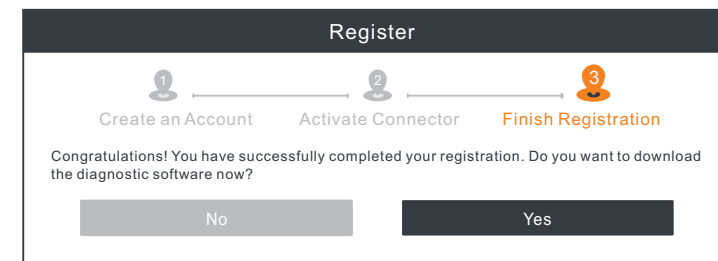 Register
1 2 3
Create an Account Activate Connector Finish Registration
Congratulations! You have successfully completed your registration. Do you want to download
the diagnostic software now?
No Yes